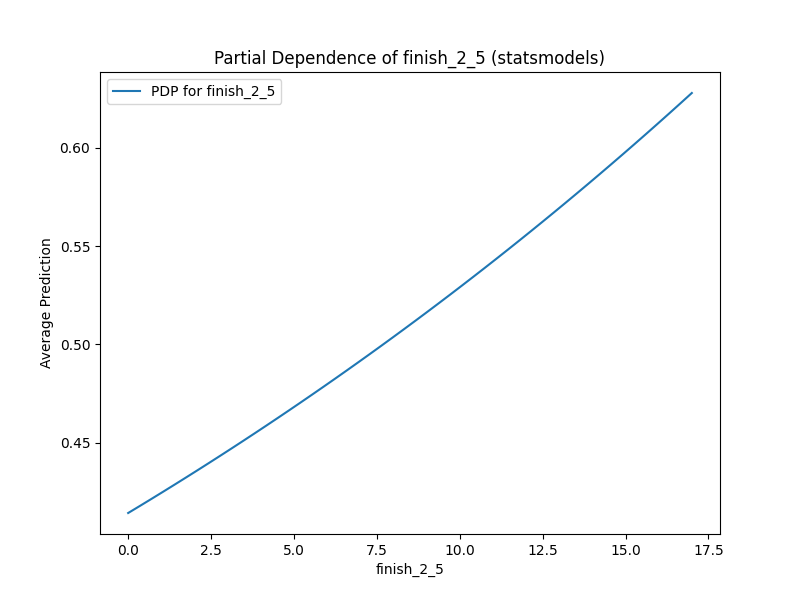 Partial Dependence of finish_2_5 (statsmodels)
PDP for finish_2_5
Average Prediction
0.60
0.55
0.50
0.45
0.0 2.5 5.0 7.5 10.0 12.5 15.0 17.5
finish_2_5